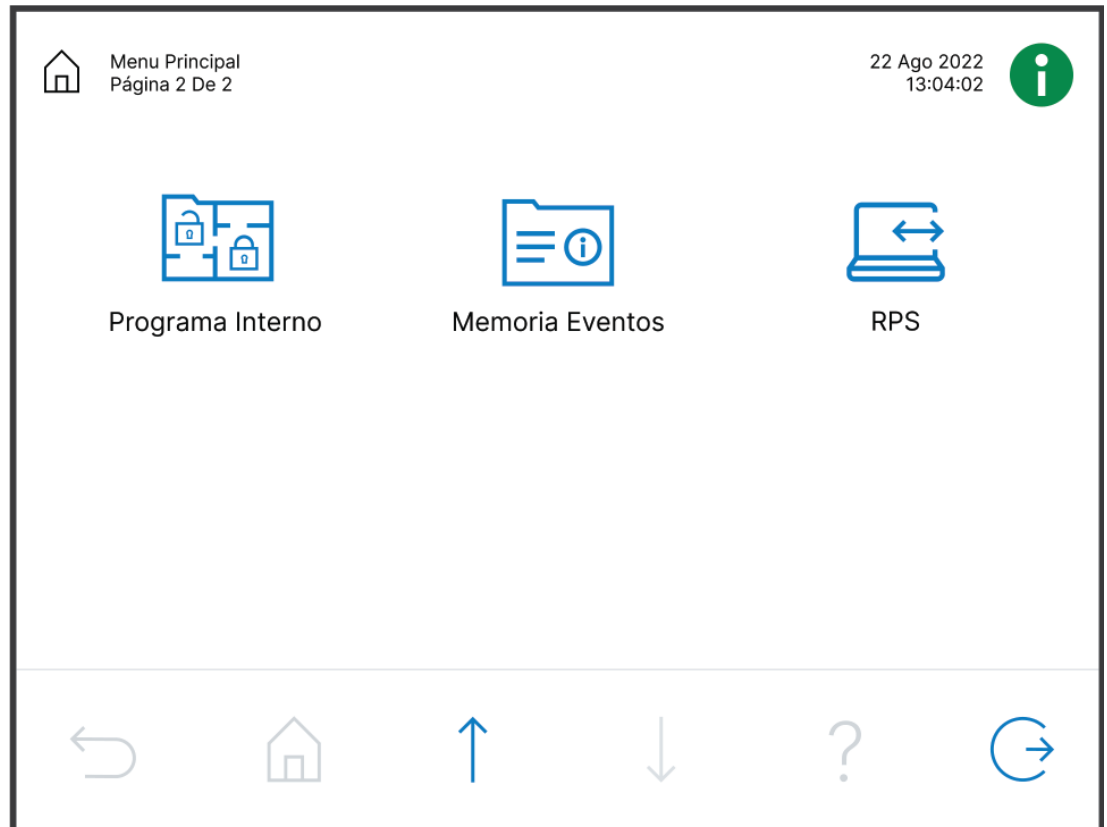 Menu Principal
Página 2 De 2
22 Ago 2022
13:04:02
Programa Interno
Memoria Eventos
RPS
?